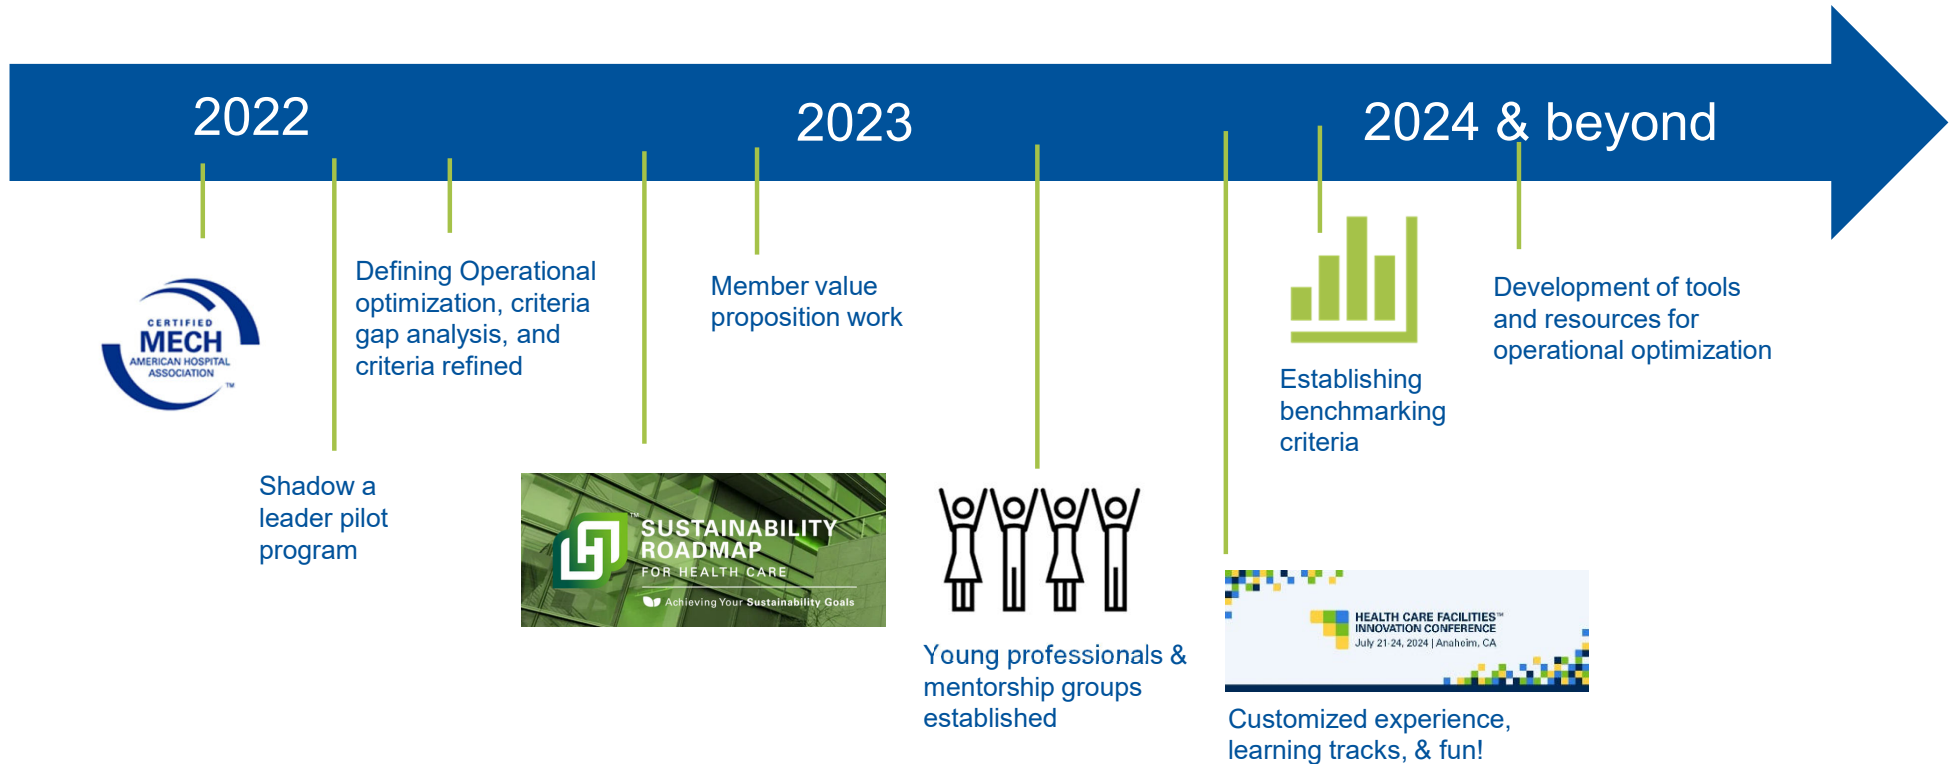 2022
2023
2024 & beyond
CERTIFIED
MECH
AMERICAN HOSPITAL
ASSOCIATION
TM
Defining Operational
optimization, criteria
gap analysis, and
criteria refined
Member value
proposition work
Establishing
benchmarking
criteria
Development of tools
and resources for
operational optimization
Shadow a
leader pilot
program
TM
SUSTAINABILITY
ROADMAP
FOR HEALTH CARE
Achieving Your Sustainability Goals
Young professionals &
mentorship groups
established
HEALTH CARE FACILITIES™
INNOVATION CONFERENCE
July 21-24, 2024 | Anaheim, CA
Customized experience,
learning tracks, & fun!